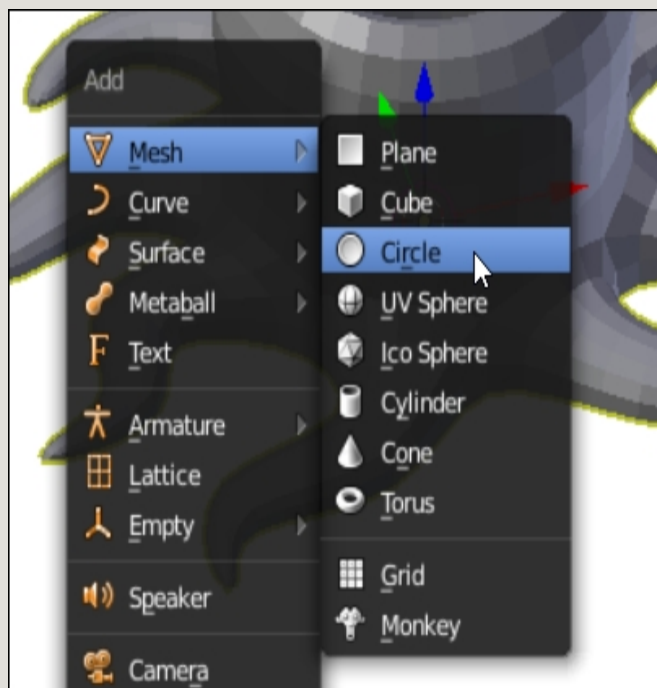 Add
Mesh
Curve
Surface
Metaball
Text
Armature
Lattice
Empty
Speaker
Camera
Plane
Cube
Circle
UV Sphere
Ico Sphere
Cylinder
Cone
Torus
Grid
Monkey